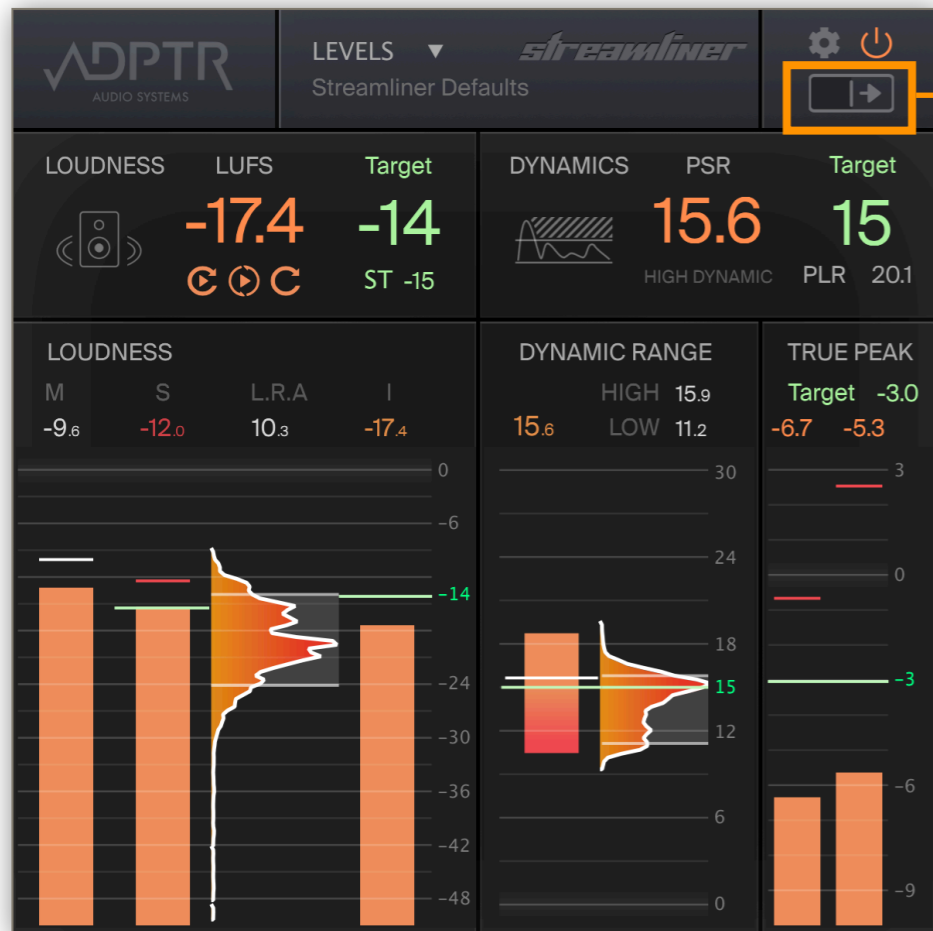 ADPTR
AUDIO SYSTEMS
LEVELS
streamliner
Streamliner Defaults
LOUDNESS LUFS Target
-17.4 -14
ST -15
DYNAMICS PSR Target
15.6 15
HIGH DYNAMIC PLR 20.1
LOUDNESS
M S L.R.A I
-9.6 -12.0 10.3 -17.4
0
-6
-14
-24
-30
-36
-42
-48
DYNAMIC RANGE
HIGH 15.9
15.6 LOW 11.2
30
24
18
15
12
6
0
TRUE PEAK
Target -3.0
-6.7 -5.3
3
0
-3
-6
-9